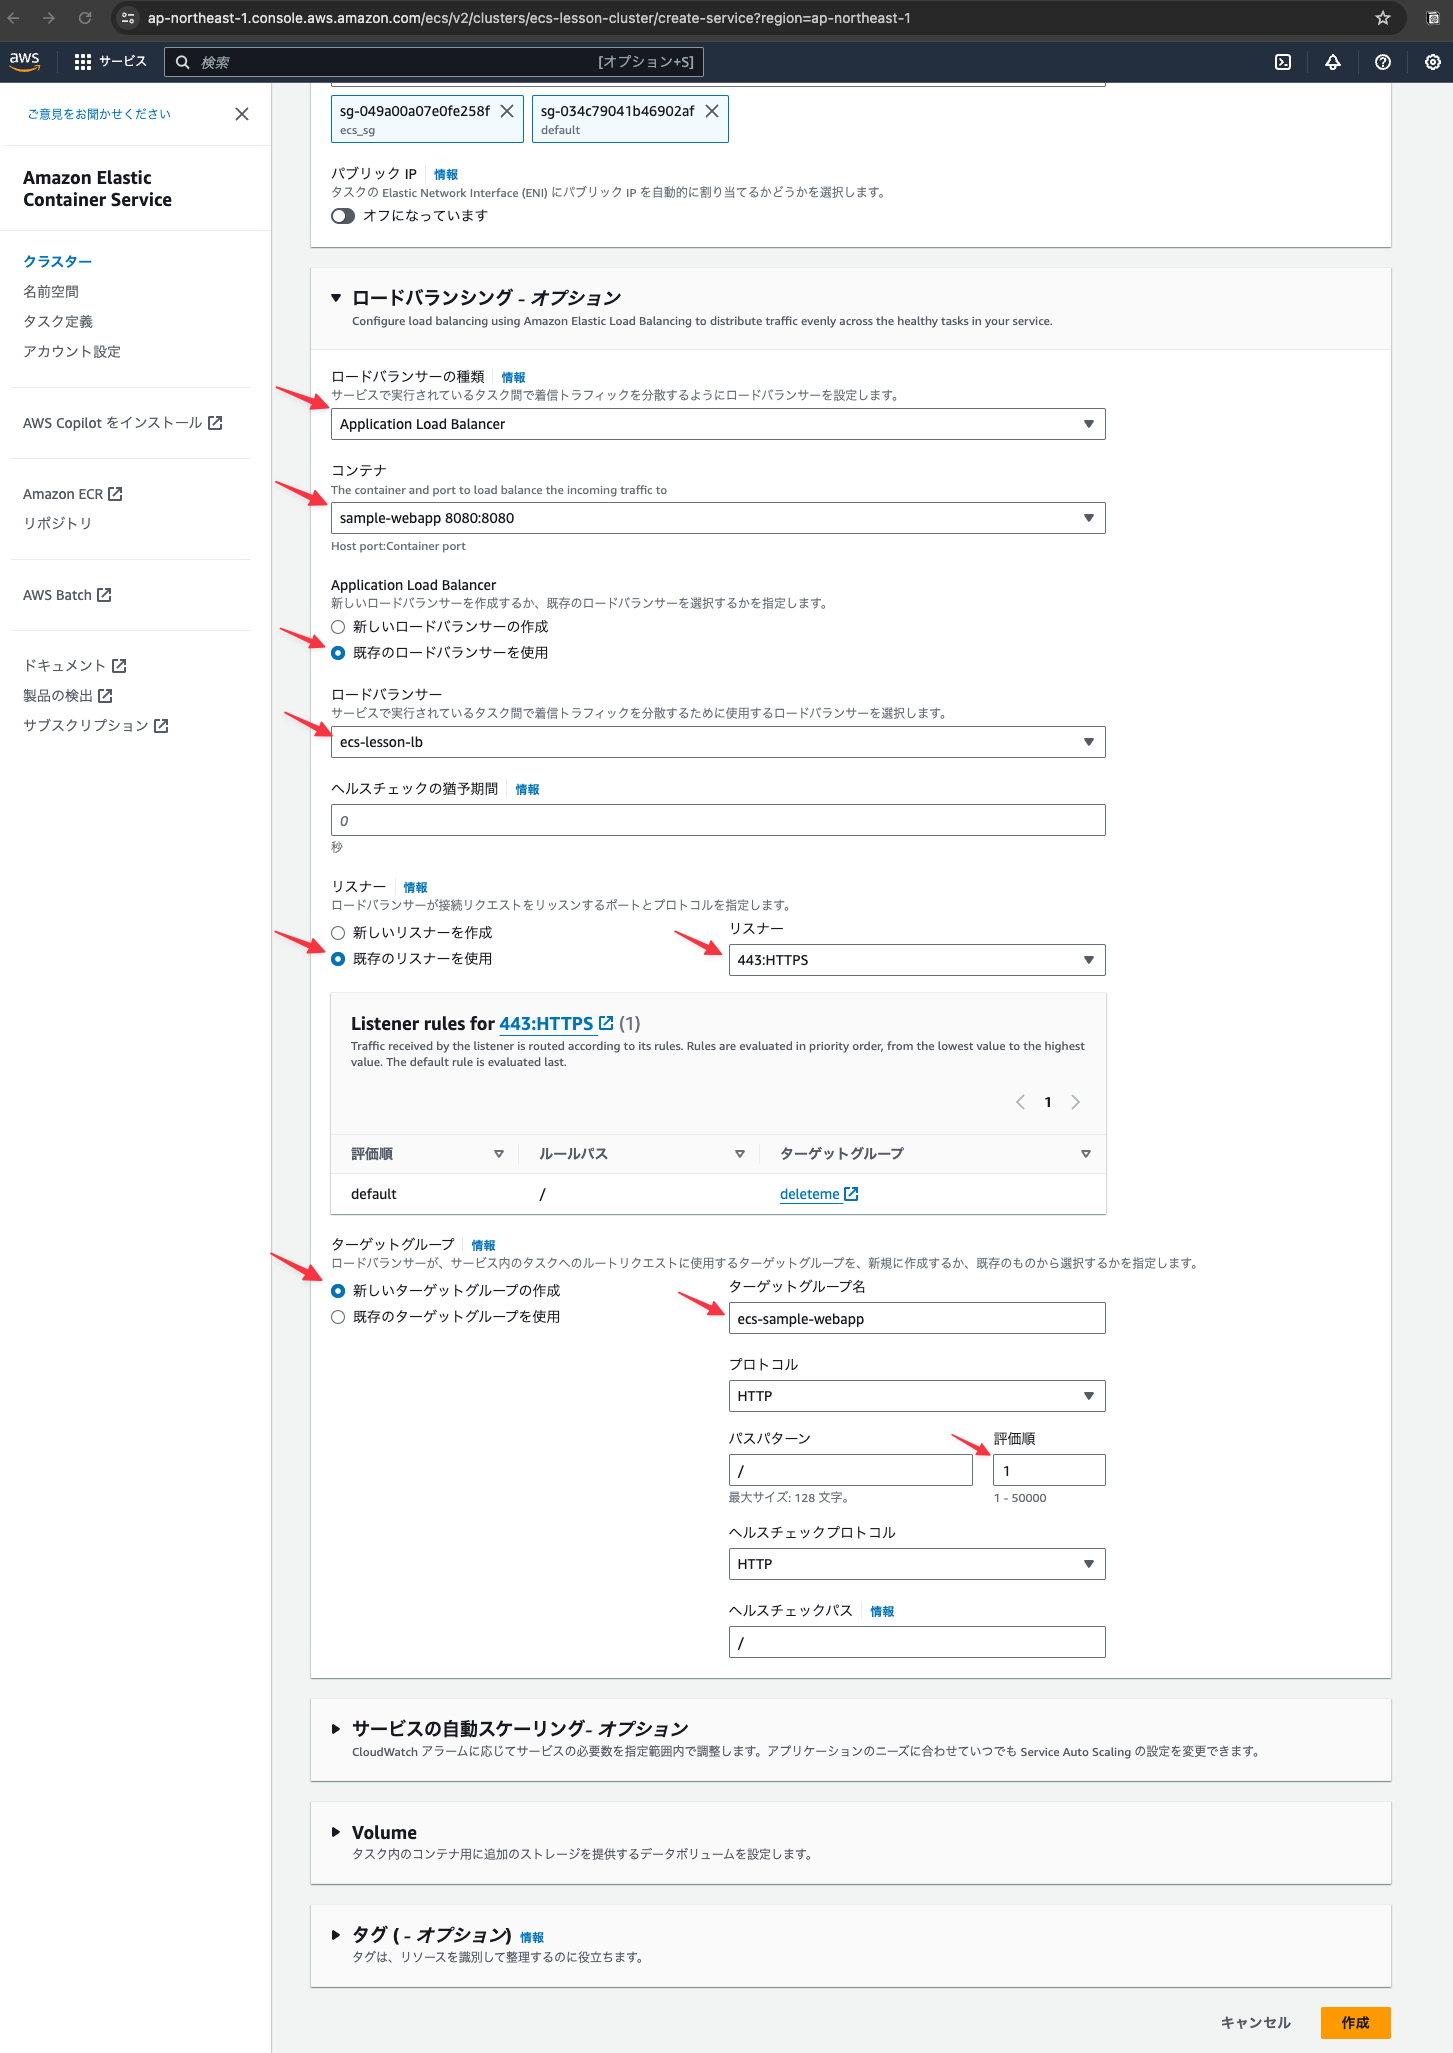 ap-northeast-1.console.aws.amazon.com/ecs/v2/clusters/ecs-lesson-cluster/create-service?region=ap-northeast-1
aws
サービス
検索
[オプション+S]
ご意見をお聞かせください
Amazon Elastic
Container Service
クラスター
名前空間
タスク定義
アカウント設定
AWS Copilot をインストール
Amazon ECR
リポジトリ
AWS Batch
ドキュメント
製品の検出
サブスクリプション
sg-049a00a07e0fe258f
ecs_sg
sg-034c79041b46902af
default
パブリック IP 情報
タスクの Elastic Network Interface (ENI) にパブリック IP を自動的に割り当てるかどうかを選択します。
オフになっています
ロードバランシング - オプション
Configure load balancing using Amazon Elastic Load Balancing to distribute traffic evenly across the healthy tasks in your service.
ロードバランサーの種類 情報
サービスで実行されているタスク間で着信トラフィックを分散するようにロードバランサーを設定します。
Application Load Balancer
コンテナ
The container and port to load balance the incoming traffic to
sample-webapp 8080:8080
Host port:Container port
Application Load Balancer
新しいロードバランサーを作成するか、既存のロードバランサーを選択するかを指定します。
新しいロードバランサーの作成
既存のロードバランサーを使用
ロードバランサー
サービスで実行されているタスク間で着信トラフィックを分散するために使用するロードバランサーを選択します。
ecs-lesson-lb
ヘルスチェックの猶予期間 情報
0
秒
リスナー 情報
ロードバランサーが接続リクエストをリッスンするポートとプロトコルを指定します。
新しいリスナーを作成
既存のリスナーを使用
リスナー
443:HTTPS
Listener rules for 443:HTTPS (1)
Traffic received by the listener is routed according to its rules. Rules are evaluated in priority order, from the lowest value to the highest
value. The default rule is evaluated last.
1
評価順 ルールパス ターゲットグループ
default / deleteme
ターゲットグループ 情報
ロードバランサーが、サービス内のタスクへのルートリクエストに使用するターゲットグループを、新規に作成するか、既存のものから選択するかを指定します。
新しいターゲットグループの作成
既存のターゲットグループを使用
ターゲットグループ名
ecs-sample-webapp
プロトコル
HTTP
パスパターン 評価順
/ 1
最大サイズ: 128 文字。 1 - 50000
ヘルスチェックプロトコル
HTTP
ヘルスチェックパス 情報
/
サービスの自動スケーリング- オプション
CloudWatch アラームに応じてサービスの必要数を指定範囲内で調整します。アプリケーションのニーズに合わせていつでも Service Auto Scaling の設定を変更できます。
Volume
タスク内のコンテナ用に追加のストレージを提供するデータボリュームを設定します。
タグ ( - オプション) 情報
タグは、リソースを識別して整理するのに役立ちます。
キャンセル
作成